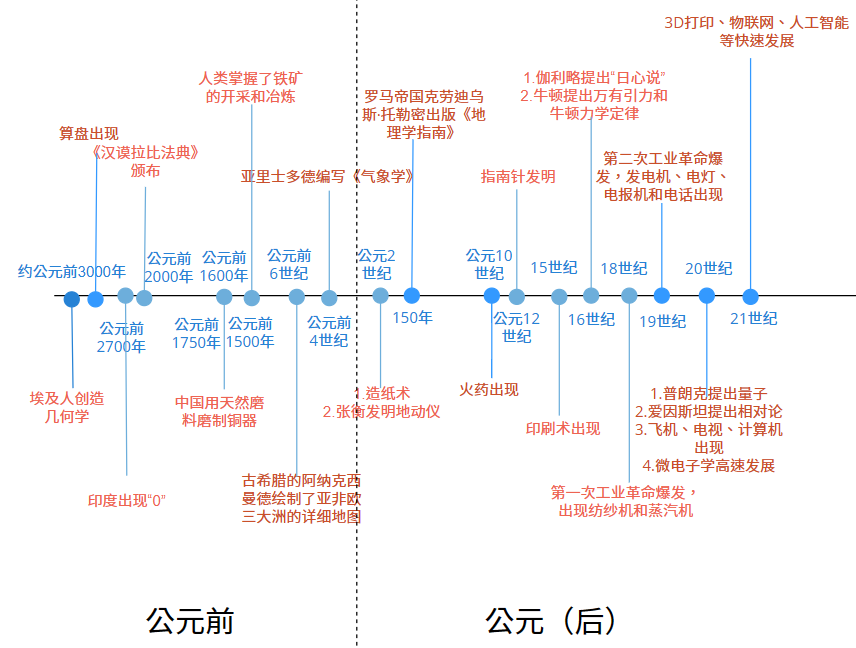 3D打印、物联网、人工智能
等快速发展
人类掌握了铁矿
的开采和冶炼
1.伽利略提出“日心说”
2.牛顿提出万有引力和
牛顿力学定律
罗马帝国克劳迪乌
斯·托勒密出版《地
理学指南》
算盘出现
《汉谟拉比法典》
颁布
第二次工业革命爆
发，发电机、电灯、
电报机和电话出现
亚里士多德编写《气象学》
指南针发明
约公元前3000年
公元前
2000年
公元前
1600年
公元前
6世纪
公元2
世纪
公元10
世纪
15世纪
18世纪
20世纪
公元前
2700年
公元前
1750年
公元前
1500年
公元前
4世纪
150年
公元12
世纪
16世纪
19世纪
21世纪
埃及人创造
几何学
中国用天然磨
料磨制铜器
1.造纸术
2.张衡发明地动仪
火药出现
印刷术出现
1.普朗克提出量子
2.爱因斯坦提出相对论
3.飞机、电视、计算机
出现
4.微电子学高速发展
印度出现“0”
古希腊的阿纳克西
曼德绘制了亚非欧
三大洲的详细地图
第一次工业革命爆发，
出现纺纱机和蒸汽机
公元前
公元（后）